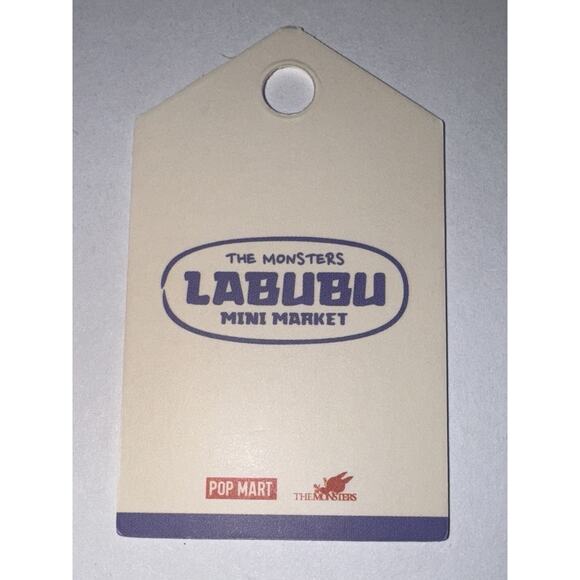 THE MONSTERS
LABUBU
MINI MARKET
POP MART THE MONSTERS